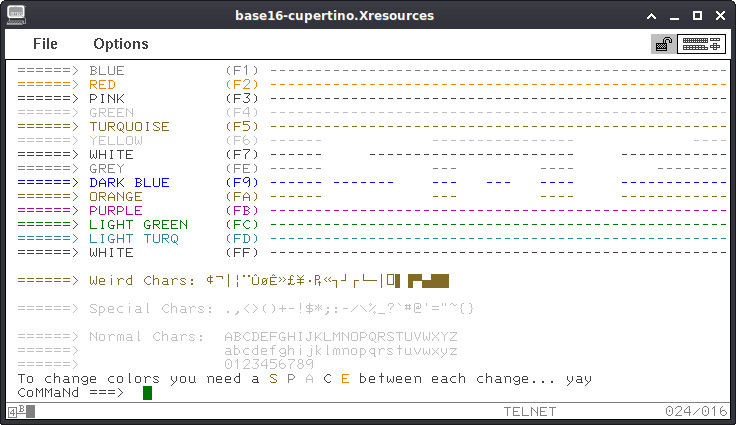 base16-cupertino.Xresources
File Options
======> BLUE (F1) ------------------------------------------
======> RED (F2) ------------------------------------------
======> PINK (F3) ------------------------------------------
======> GREEN (F4) ------------------------------------------
======> TURQUOISE (F5) ------------------------------------------
======> YELLOW (F6) ------ ---------------- ---
======> WHITE (F7) ------ ------------------ ------------
======> GREY (FE) ------ --- ---- ----
======> DARK BLUE (F9) ------ ------- --- --- ---- ------------
======> ORANGE (FA) ------ --- ---- ----
======> PURPLE (FB) ------------------------------------------
======> LIGHT GREEN (FC) ------------------------------------------
======> LIGHT TURQ (FD) ------------------------------------------
======> WHITE (FF) ------------------------------------------
======> Weird Chars: ¢¬|¦¨ÛøÊ»£¥·₧«┐┘┌└─│
======> Special Chars: .,<>()+-!$*;:-/\%_?`#@'="~{}
======> Normal Chars: ABCDEFGHIJKLMNOPQRSTUVWXYZ
======> abcdefghijklmnopqrstuvwxyz
======> 0123456789
To change colors you need a S P A C E between each change... yay
CoMMaNd ===>
4B TELNET 024/016